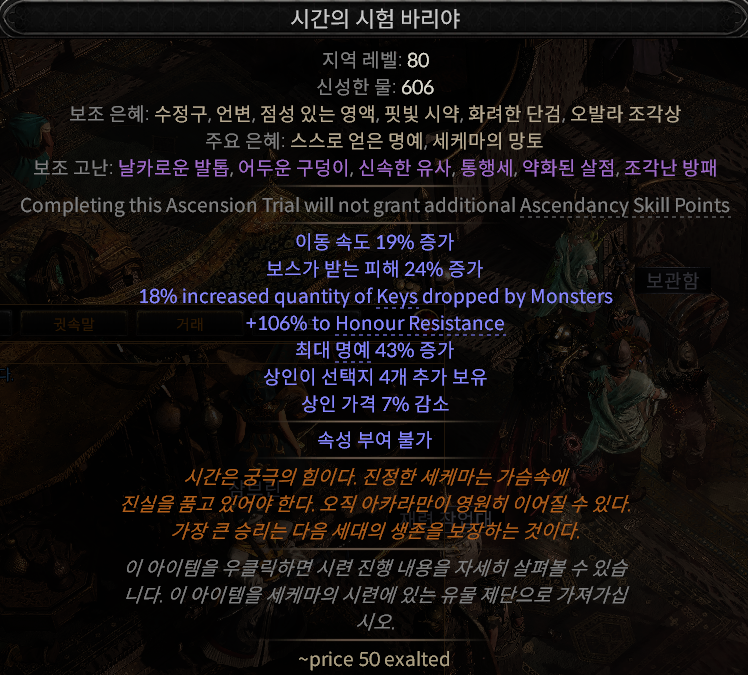 시간의 시험 바리야
지역 레벨: 80
신성한 물: 606
보조 은혜: 수정구, 언변, 점성 있는 영액, 핏빛 시약, 화려한 단검, 오발라 조각상
주요 은혜: 스스로 얻은 명예, 세케마의 망토
보조 고난: 날카로운 발톱, 어두운 구덩이, 신속한 유사, 통행세, 약화된 살점, 조각난 방패
Completing this Ascension Trial will not grant additional Ascendancy Skill Points
이동 속도 19% 증가
보스가 받는 피해 24% 증가
18% increased quantity of Keys dropped by Monsters
보관함
귓속말
거래
+106% to Honour Resistance
최대 명예 43% 증가
상인이 선택지 4개 추가 보유
상인 가격 7% 감소
속성 부여 불가
시간은 궁극의 힘이다. 진정한 세케마는 가슴속에
진실을 품고 있어야 한다. 오직 아카라만이 영원히 이어질 수 있다.
가장 큰 승리는 다음 세대의 생존을 보장하는 것이다.
이 아이템을 우클릭하면 시련 진행 내용을 자세히 살펴볼 수 있습
니다. 이 아이템을 세케마의 시련에 있는 유물 제단으로 가져가십
시오.
~price 50 exalted